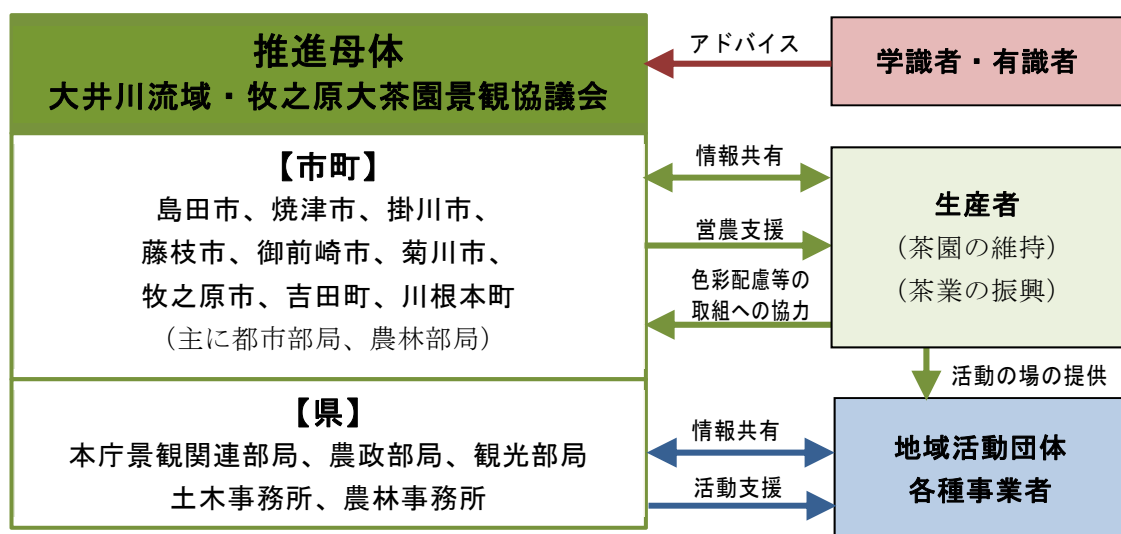 推進母体
大井川流域・牧之原大茶園景観協議会
【市町】
島田市、焼津市、掛川市、
藤枝市、御前崎市、菊川市、
牧之原市、吉田町、川根本町
（主に都市部局、農林部局）
【県】
本庁景観関連部局、農政部局、観光部局
土木事務所、農林事務所
アドバイス
学識者・有識者
情報共有
営農支援
色彩配慮等の
取組への協力
生産者
（茶園の維持）
（茶業の振興）
活動の場の提供
情報共有
活動支援
地域活動団体
各種事業者